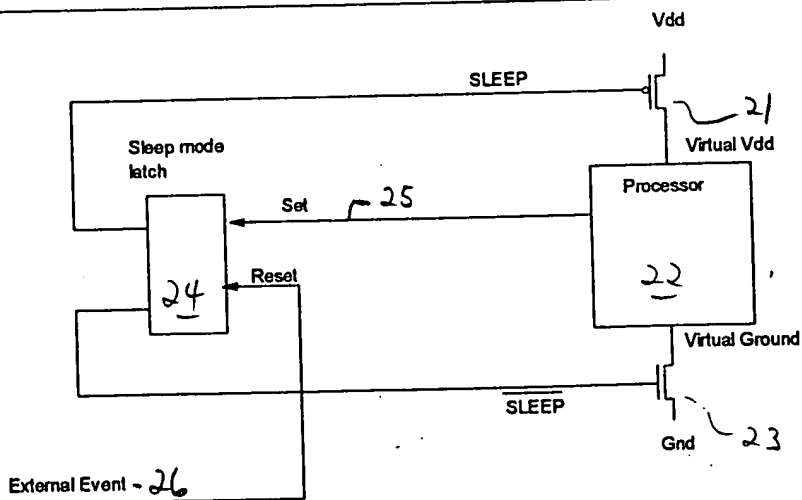 Vdd
SLEEP
21
Virtual Vdd
Sleep mode
latch
Processor
Set
25
24
Reset
22
Virtual Ground
SLEEP
Gnd
23
External Event - 26